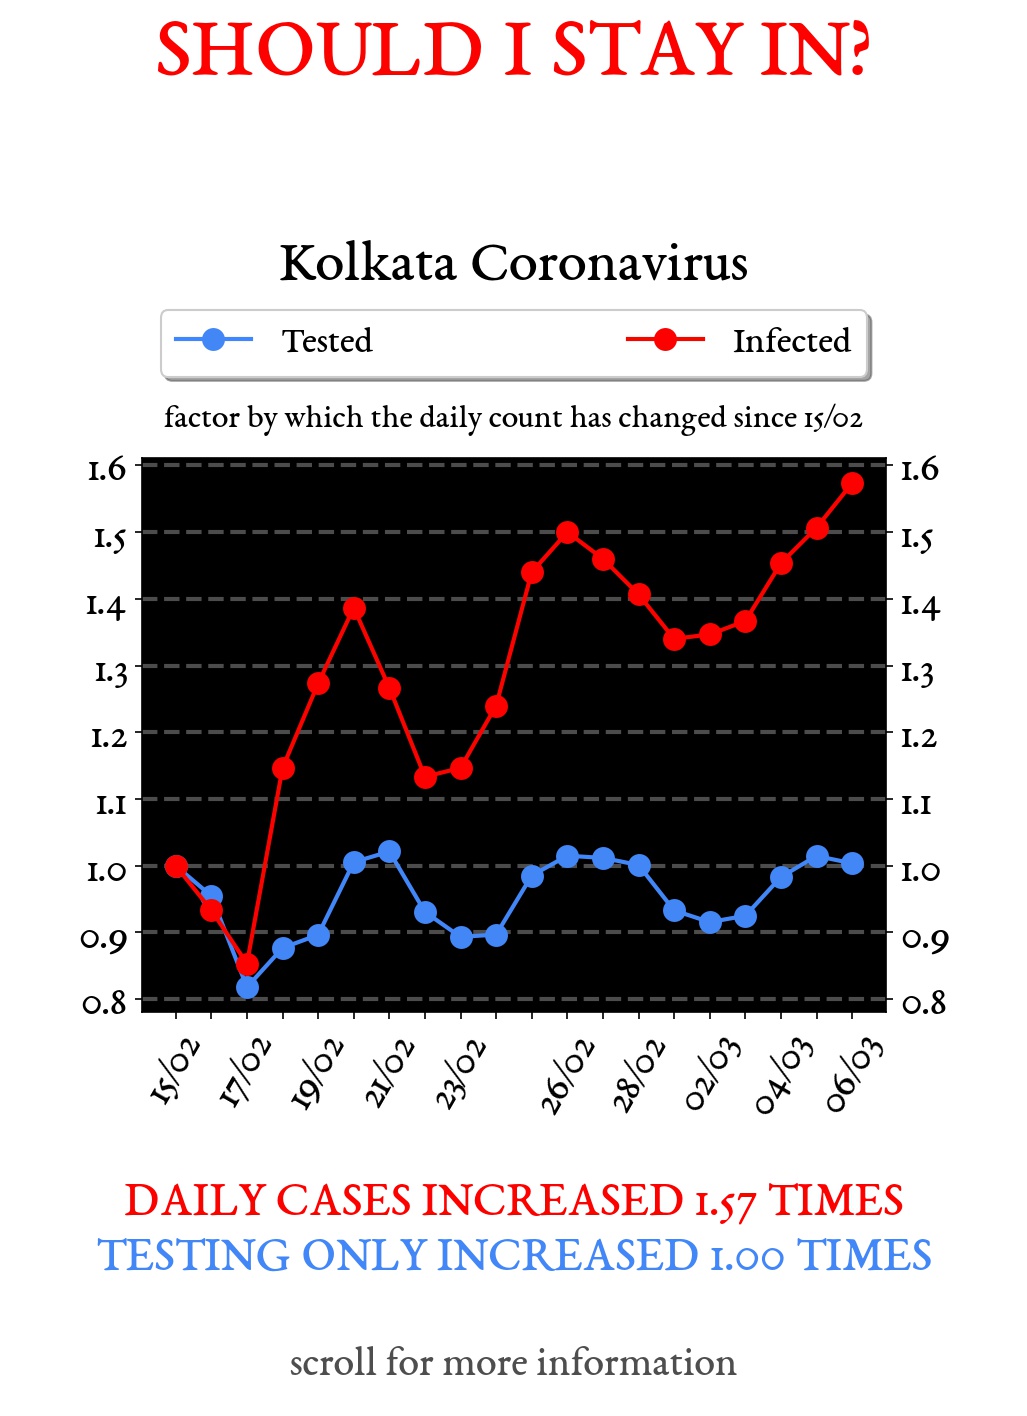 SHOULD I STAY IN?
Kolkata Coronavirus
Tested Infected
factor by which the daily count has changed since 15/02
1.6 1.6
1.5 1.5
1.4 1.4
1.3 1.3
1.2 1.2
1.1 1.1
1.0 1.0
0.9 0.9
0.8 0.8
15/02 17/02 19/02 21/02 23/02 26/02 28/02 02/03 04/03 06/03
DAILY CASES INCREASED 1.57 TIMES
TESTING ONLY INCREASED 1.00 TIMES
scroll for more information